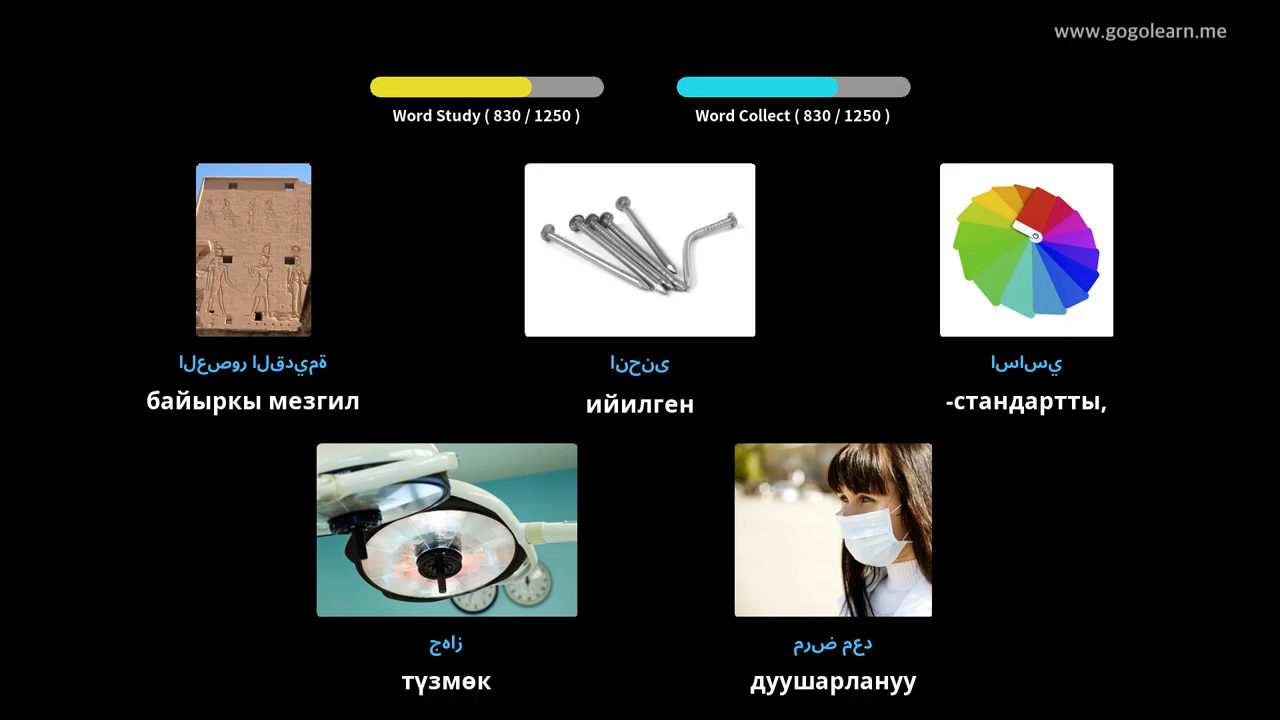 www.gogolearn.me
Word Study ( 830 / 1250 )
Word Collect ( 830 / 1250 )
العصور القديمة
байыркы мезгил
انحنى
ийилген
اساسي
-стандартты,
جهاز
түзмөк
مرض معد
дуушарлануу